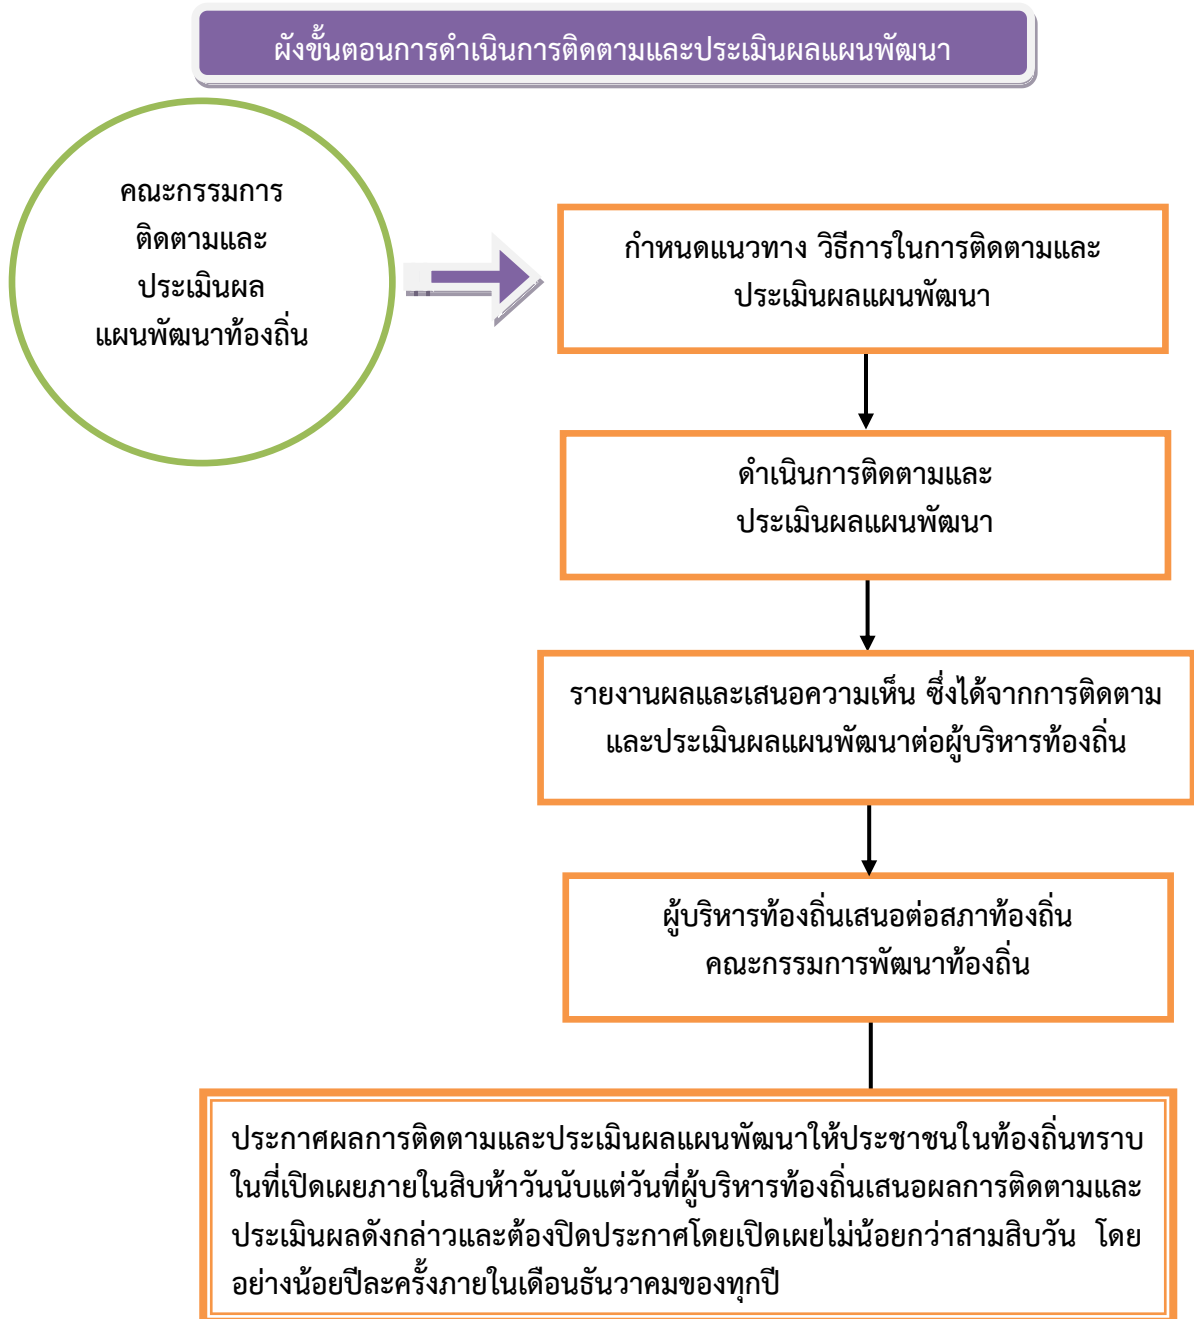 ผังขั้นตอนการดำเนินการติดตามและประเมินผลแผนพัฒนา
คณะกรรมการ
ติดตามและ
ประเมินผล
แผนพัฒนาท้องถิ่น
กำหนดแนวทาง วิธีการในการติดตามและ
ประเมินผลแผนพัฒนา
ดำเนินการติดตามและ
ประเมินผลแผนพัฒนา
รายงานผลและเสนอความเห็น ซึ่งได้จากการติดตาม
และประเมินผลแผนพัฒนาต่อผู้บริหารท้องถิ่น
ผู้บริหารท้องถิ่นเสนอต่อสภาท้องถิ่น
คณะกรรมการพัฒนาท้องถิ่น
ประกาศผลการติดตามและประเมินผลแผนพัฒนาให้ประชาชนในท้องถิ่นทราบ
ในที่เปิดเผยภายในสิบห้าวันนับแต่วันที่ผู้บริหารท้องถิ่นเสนอผลการติดตามและ
ประเมินผลดังกล่าวและต้องปิดประกาศโดยเปิดเผยไม่น้อยกว่าสามสิบวัน โดย
อย่างน้อยปีละครั้งภายในเดือนธันวาคมของทุกปี